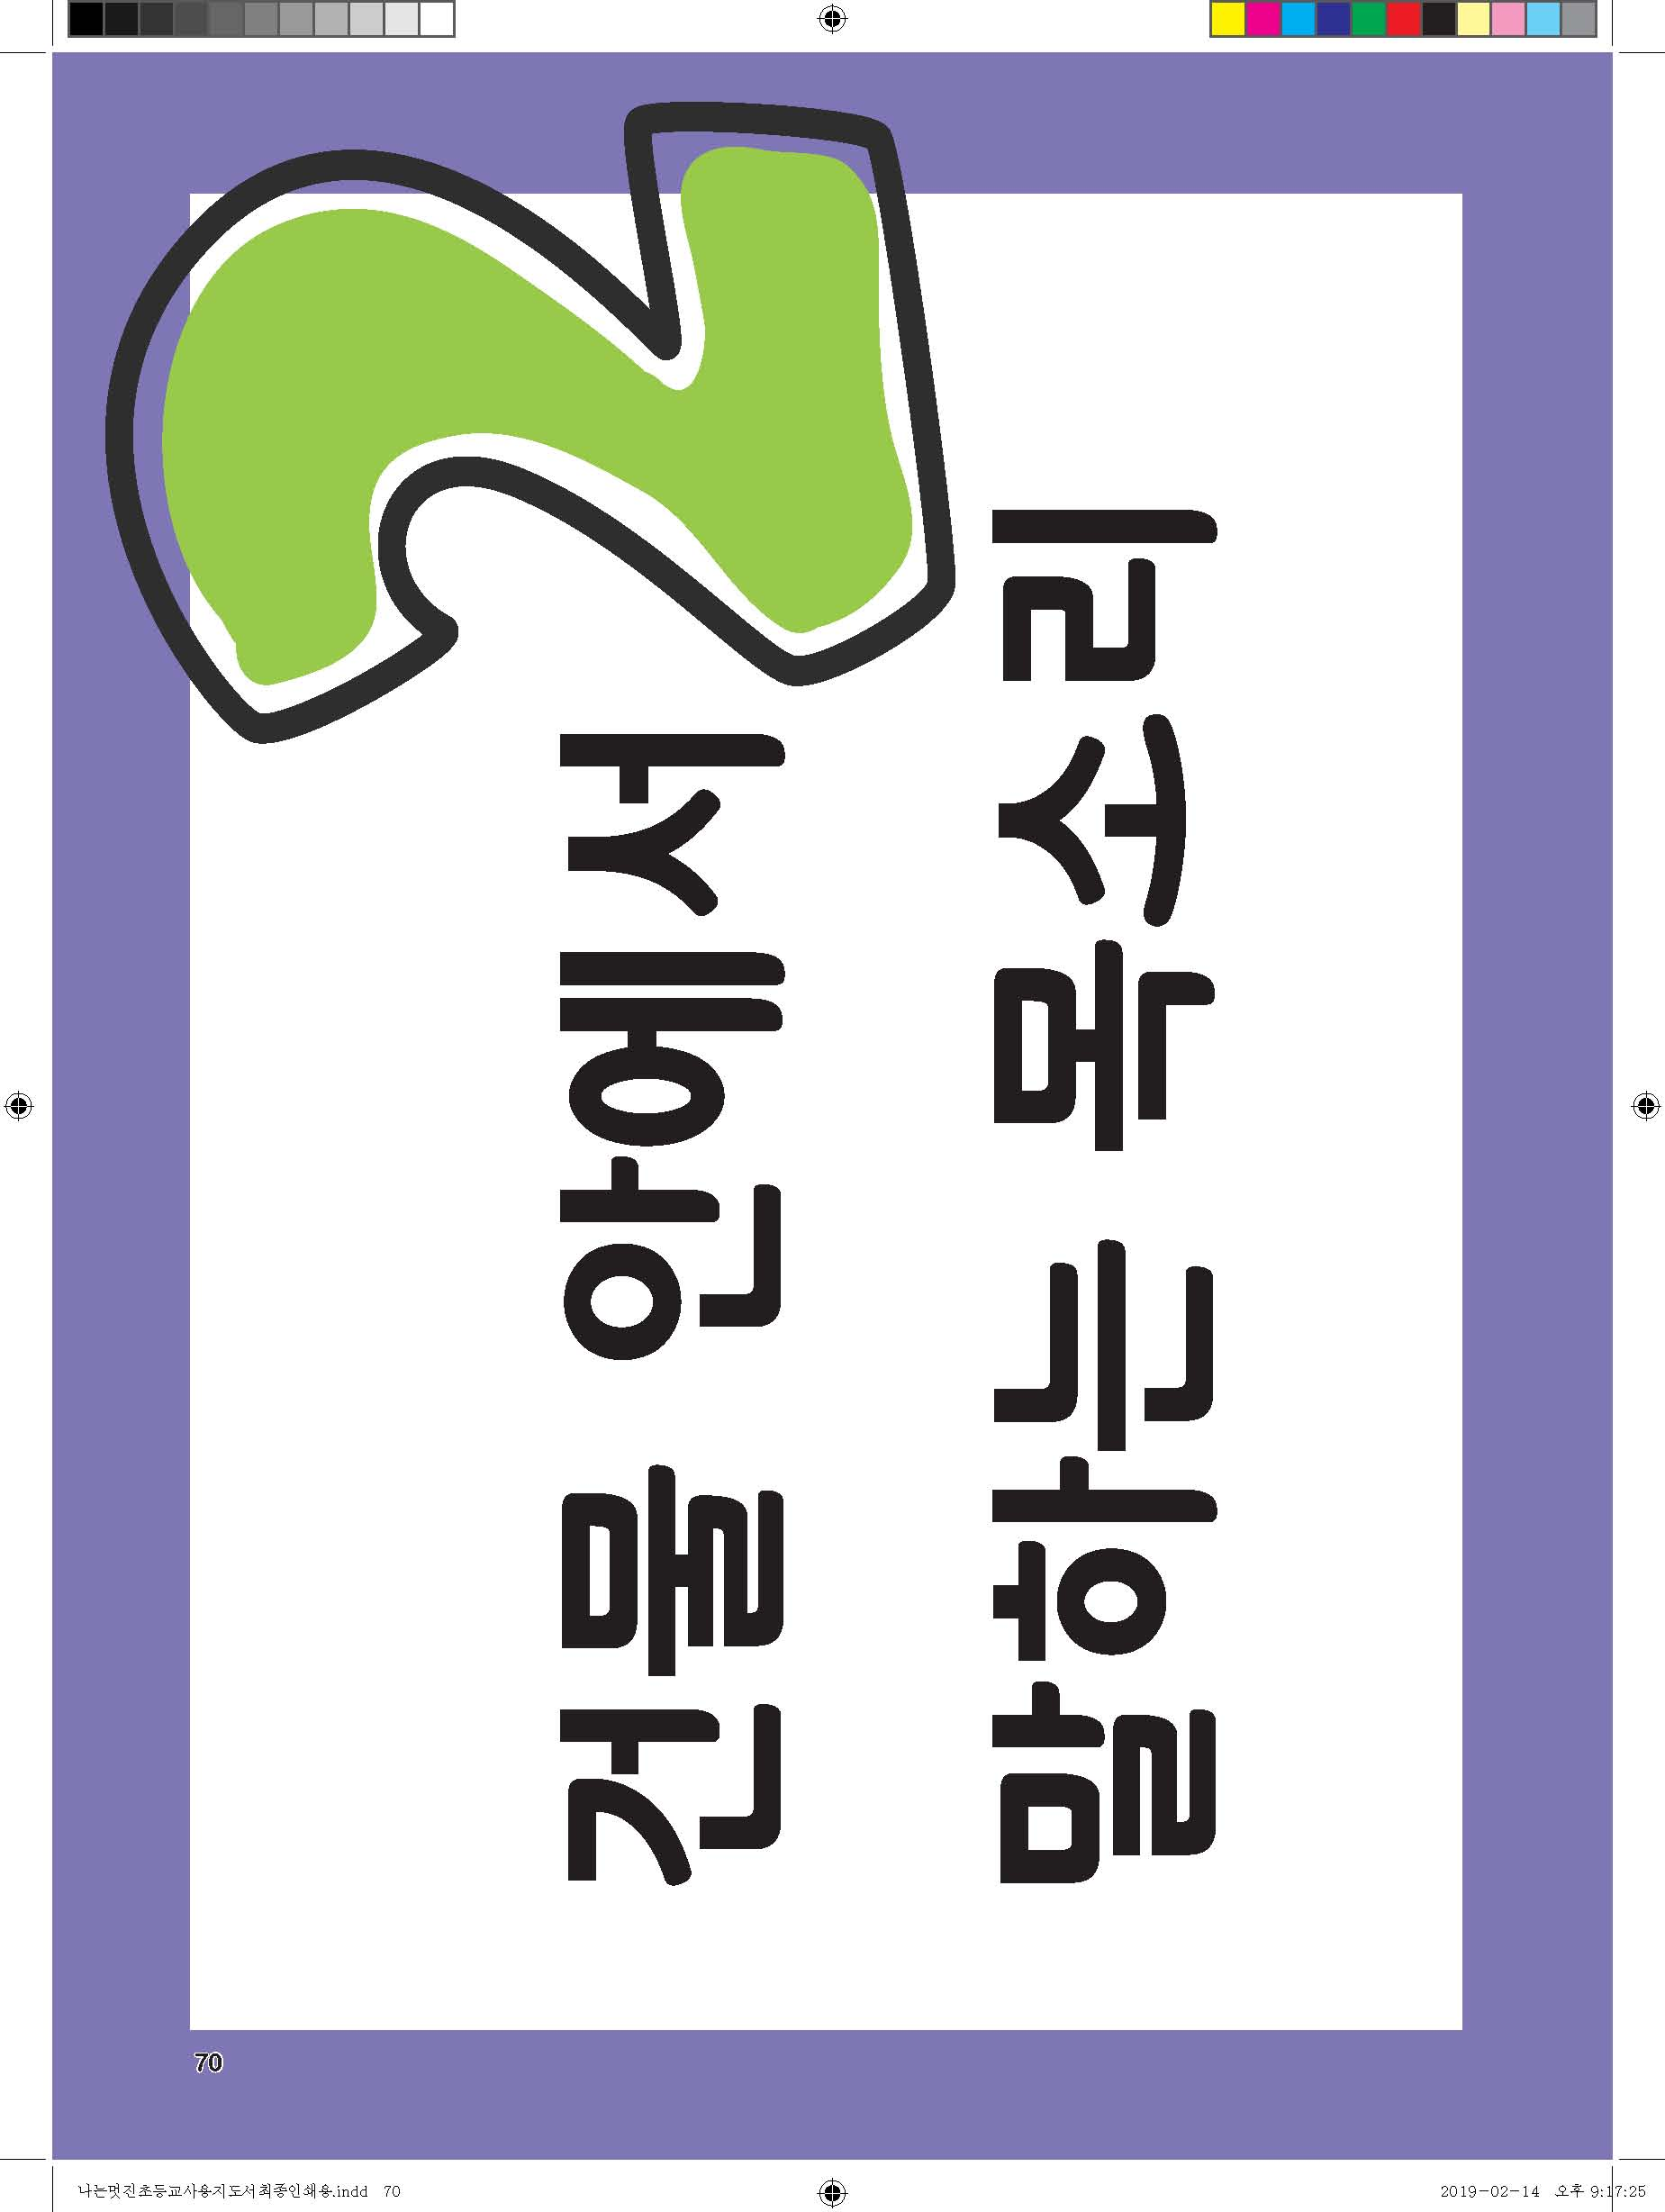 2
건물 안에서
말하는 목소리
70
나는멋진초등교사용지도서최종인쇄용.indd 70
2019-02-14 오후 9:17:25